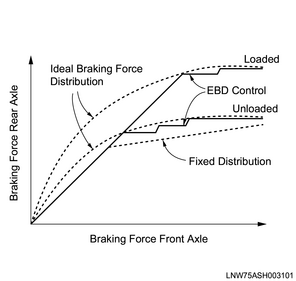 Loaded
Ideal Braking Force
Distribution
EBD Control
Unloaded
Fixed Distribution
Braking Force Rear Axle
Braking Force Front Axle
LNW75ASH003101